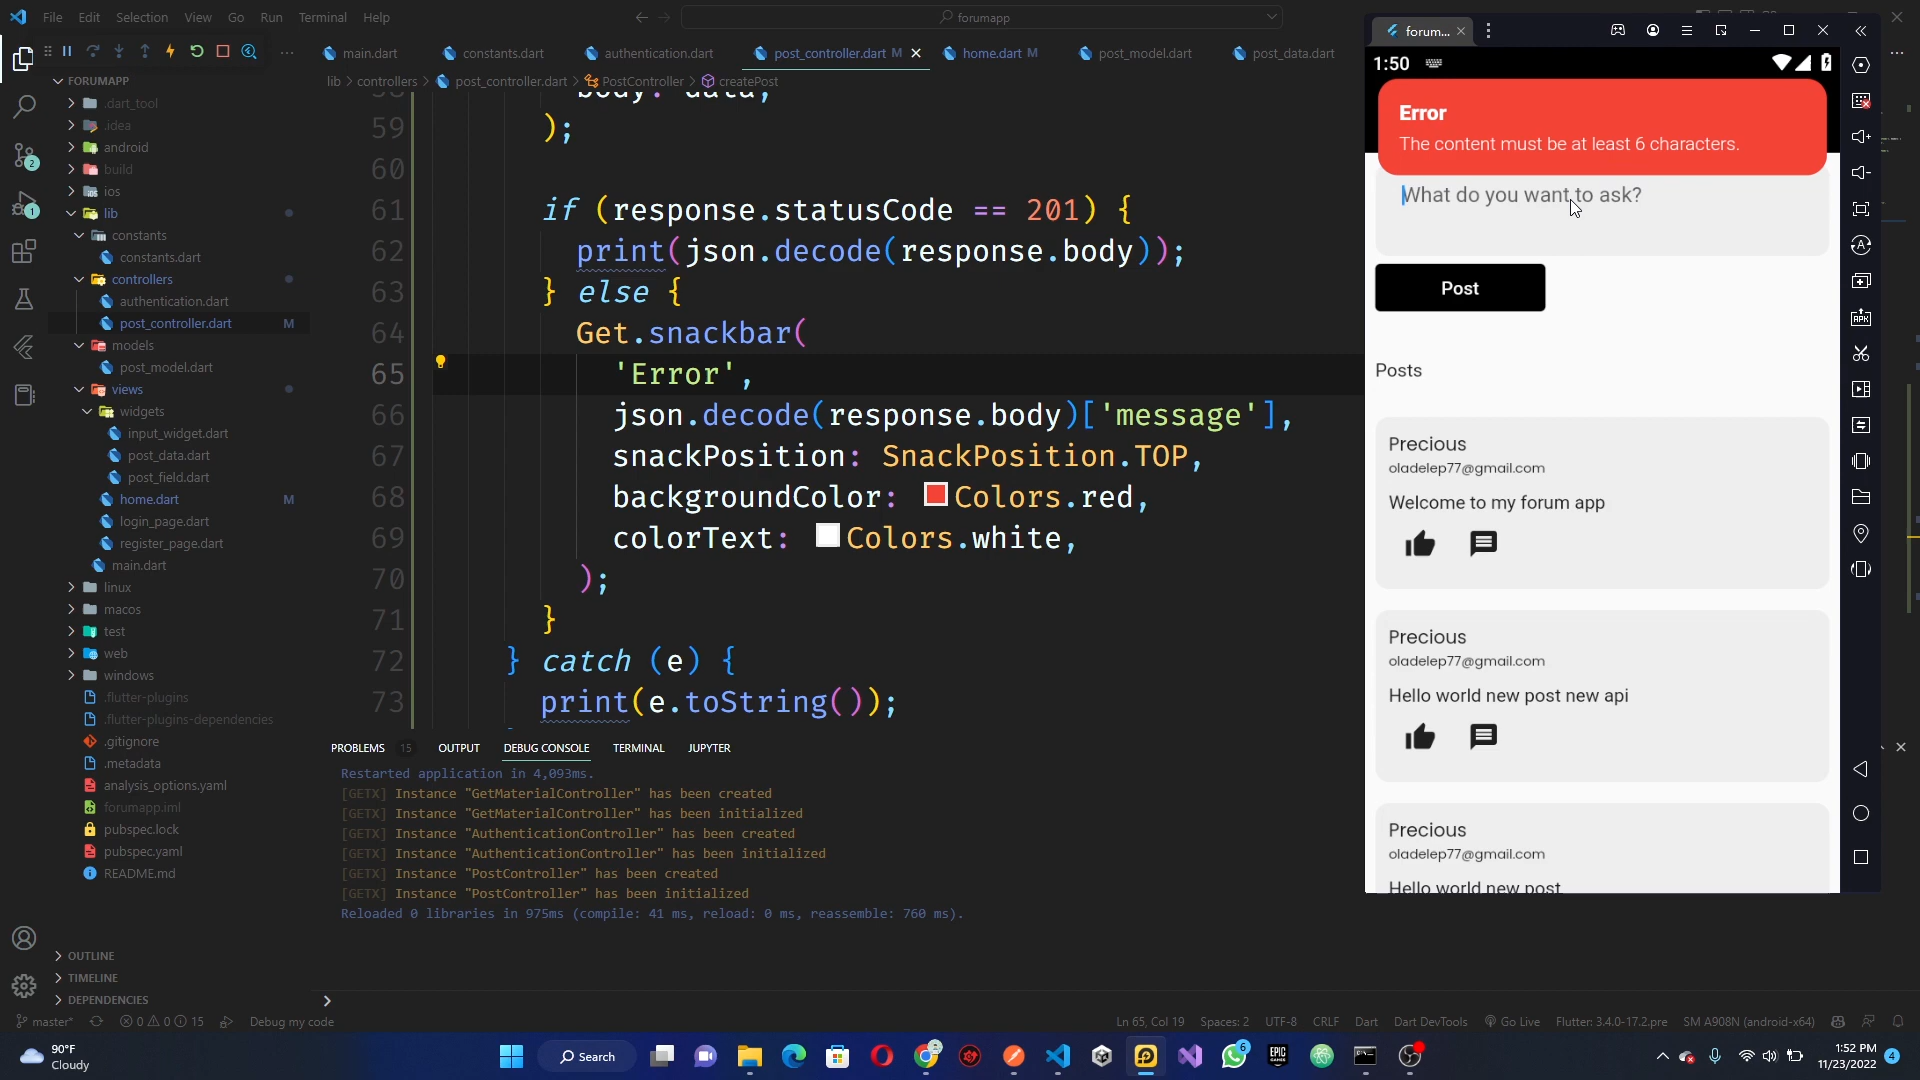 File Edit Selection View Go Run Terminal Help
forumapp
main.dart
constants.dart
authentication.dart
post_controller.dart M
home.dart M
post_model.dart
post_data.dart
lib > controllers > post_controller.dart > PostController > createPost
FORUMAPP
.dart_tool
.idea
android
build
ios
lib
constants
constants.dart
controllers
authentication.dart
post_controller.dart M
models
post_model.dart
views
widgets
input_widget.dart
post_data.dart
post_field.dart
home.dart M
login_page.dart
register_page.dart
main.dart
linux
macos
test
web
windows
.flutter-plugins
.flutter-plugins-dependencies
.gitignore
.metadata
analysis_options.yaml
forumapp.iml
pubspec.lock
pubspec.yaml
README.md
OUTLINE
TIMELINE
DEPENDENCIES
2
1
58 body: data,
59 );
60
61 if (response.statusCode == 201) {
62 print(json.decode(response.body));
63 } else {
64 Get.snackbar(
65 'Error',
66 json.decode(response.body)['message'],
67 snackPosition: SnackPosition.TOP,
68 backgroundColor: Colors.red,
69 colorText: Colors.white,
70 );
71 }
72 } catch (e) {
73 print(e.toString());
PROBLEMS 15 OUTPUT DEBUG CONSOLE TERMINAL JUPYTER
Restarted application in 4,093ms.
[GETX] Instance "GetMaterialController" has been created
[GETX] Instance "GetMaterialController" has been initialized
[GETX] Instance "AuthenticationController" has been created
[GETX] Instance "AuthenticationController" has been initialized
[GETX] Instance "PostController" has been created
[GETX] Instance "PostController" has been initialized
Reloaded 0 libraries in 975ms (compile: 41 ms, reload: 0 ms, reassemble: 760 ms).
forum...
1:50
Error
The content must be at least 6 characters.
What do you want to ask?
Post
Posts
Precious
oladelep77@gmail.com
Welcome to my forum app
Precious
oladelep77@gmail.com
Hello world new post new api
Precious
oladelep77@gmail.com
Hello world new post
APK
master* 0 0 15 Debug my code
Ln 65, Col 19 Spaces: 2 UTF-8 CRLF Dart Dart DevTools Go Live Flutter: 3.4.0-17.2.pre SM A908N (android-x64)
90°F
Cloudy
Search
6
EPIC
GAMES
1:52 PM
11/23/2022
4